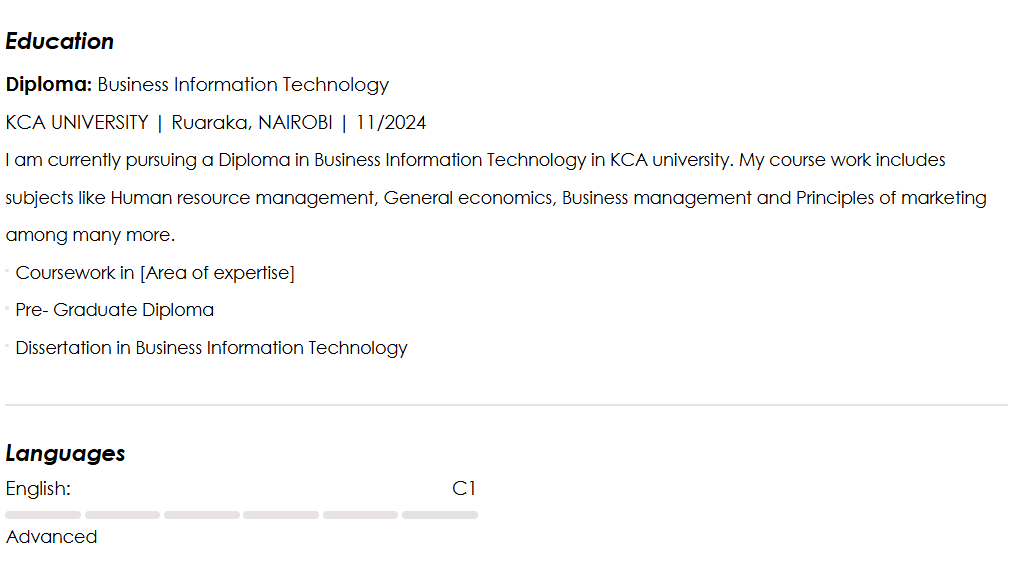 Education
Diploma: Business Information Technology
KCA UNIVERSITY | Ruaraka, NAIROBI | 11/2024
I am currently pursuing a Diploma in Business Information Technology in KCA university. My course work includes
subjects like Human resource management, General economics, Business management and Principles of marketing
among many more.
Coursework in [Area of expertise]
Pre- Graduate Diploma
Dissertation in Business Information Technology
Languages
English: C1
Advanced